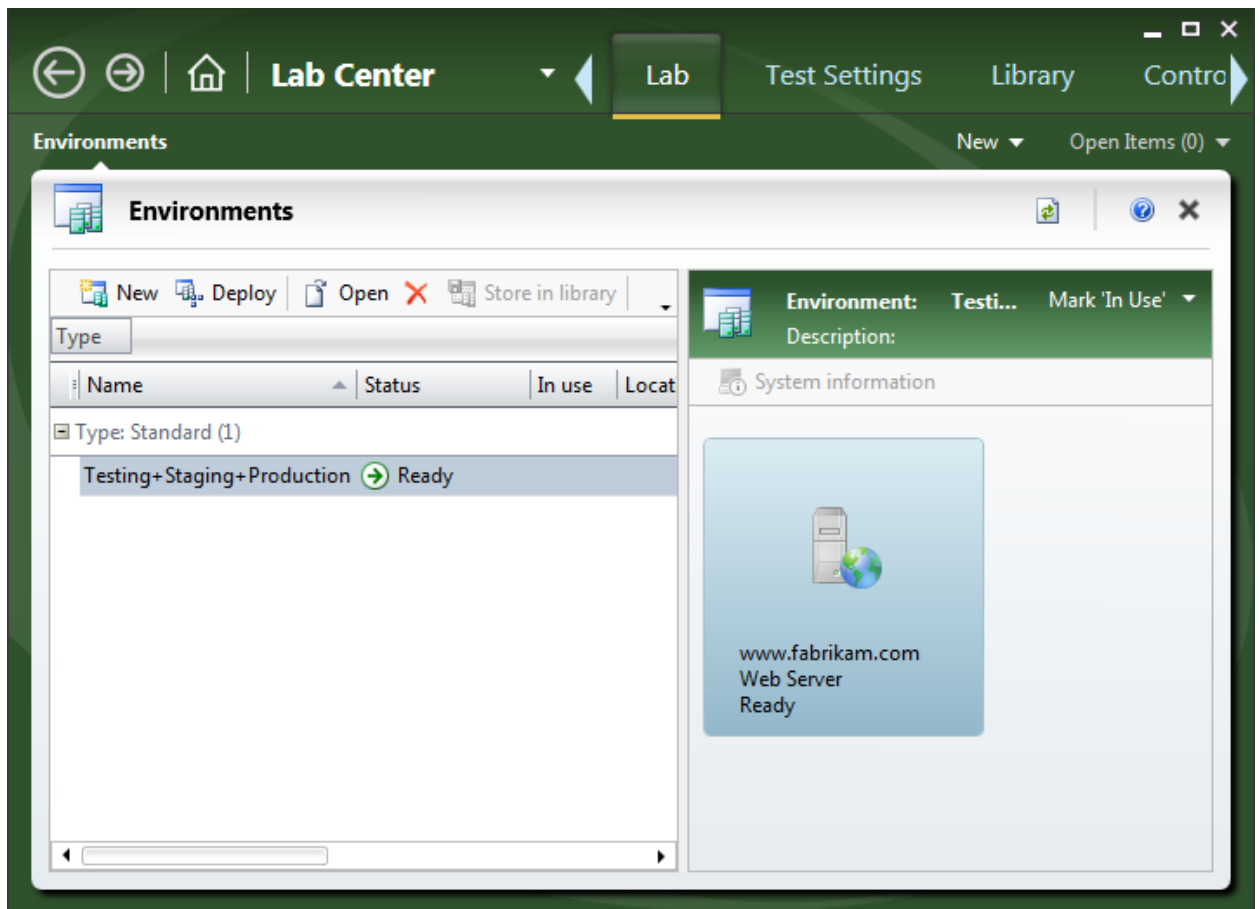 Lab Center
Lab
Test Settings
Library
Contro
Environments
New
Open Items (0)
Environments
New
Deploy
Open
Store in library
Type
Name
Status
In use
Locat
Type: Standard (1)
Testing+Staging+Production
Ready
Environment: Testi...
Mark 'In Use'
Description:
System information
www.fabrikam.com
Web Server
Ready